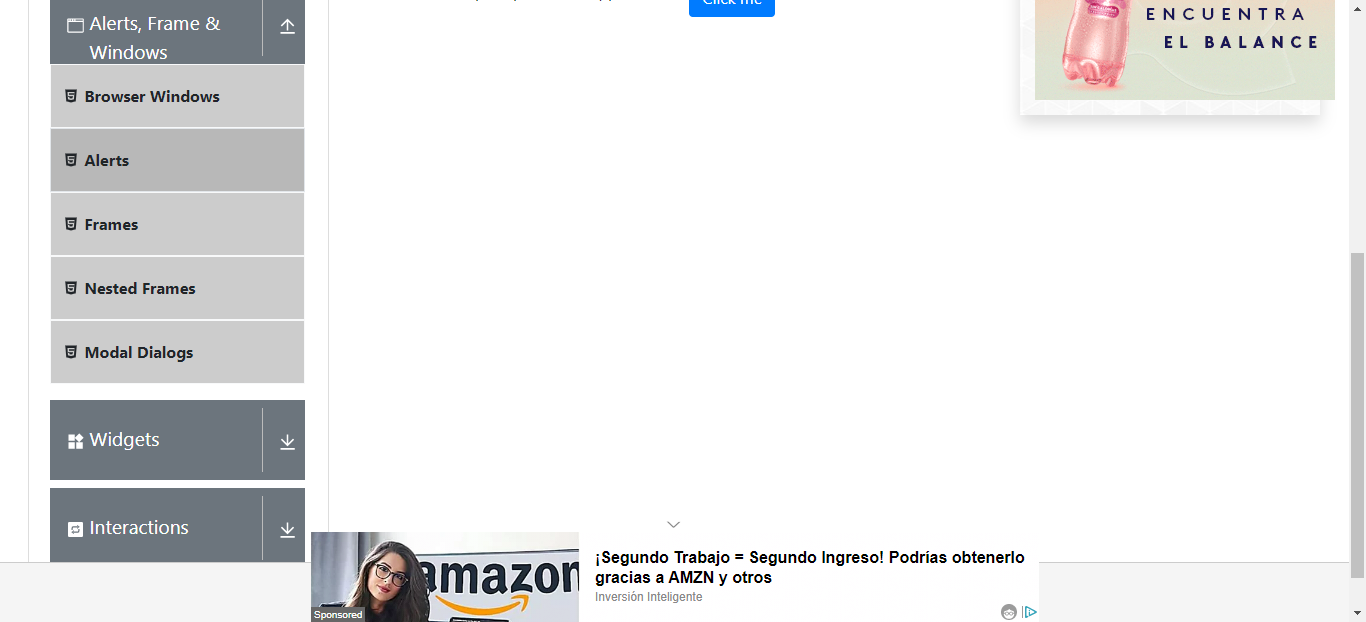 Alerts, Frame &
Windows
Browser Windows
Alerts
Frames
Nested Frames
Modal Dialogs
Widgets
Interactions
Click me
ENCUENTRA
EL BALANCE
amazon
Sponsored
¡Segundo Trabajo = Segundo Ingreso! Podrías obtenerlo
gracias a AMZN y otros
Inversión Inteligente